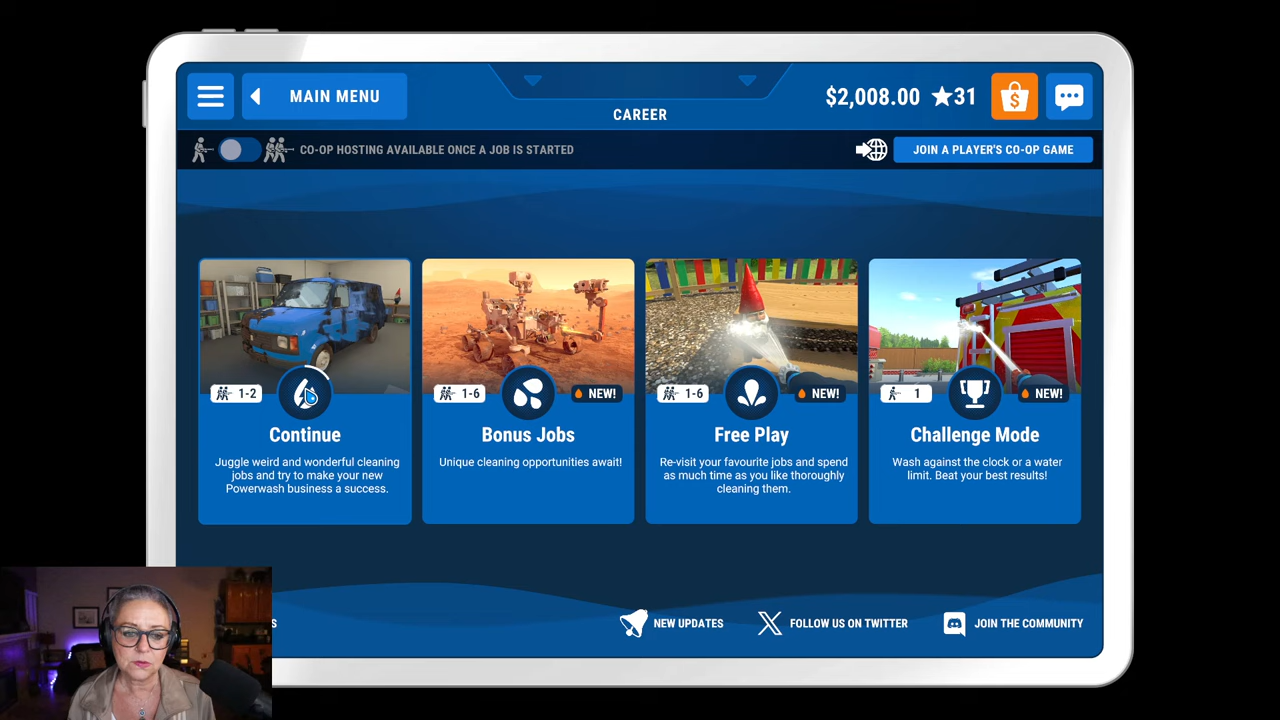 MAIN MENU
$2,008.00 ★31
CAREER
CO-OP HOSTING AVAILABLE ONCE A JOB IS STARTED
JOIN A PLAYER'S CO-OP GAME
1-2
Continue
Juggle weird and wonderful cleaning
jobs and try to make your new
Powerwash business a success.
1-6
NEW!
Bonus Jobs
Unique cleaning opportunities await!
1-6
NEW!
Free Play
Re-visit your favourite jobs and spend
as much time as you like thoroughly
cleaning them.
1
NEW!
Challenge Mode
Wash against the clock or a water
limit. Beat your best results!
S
NEW UPDATES
FOLLOW US ON TWITTER
JOIN THE COMMUNITY